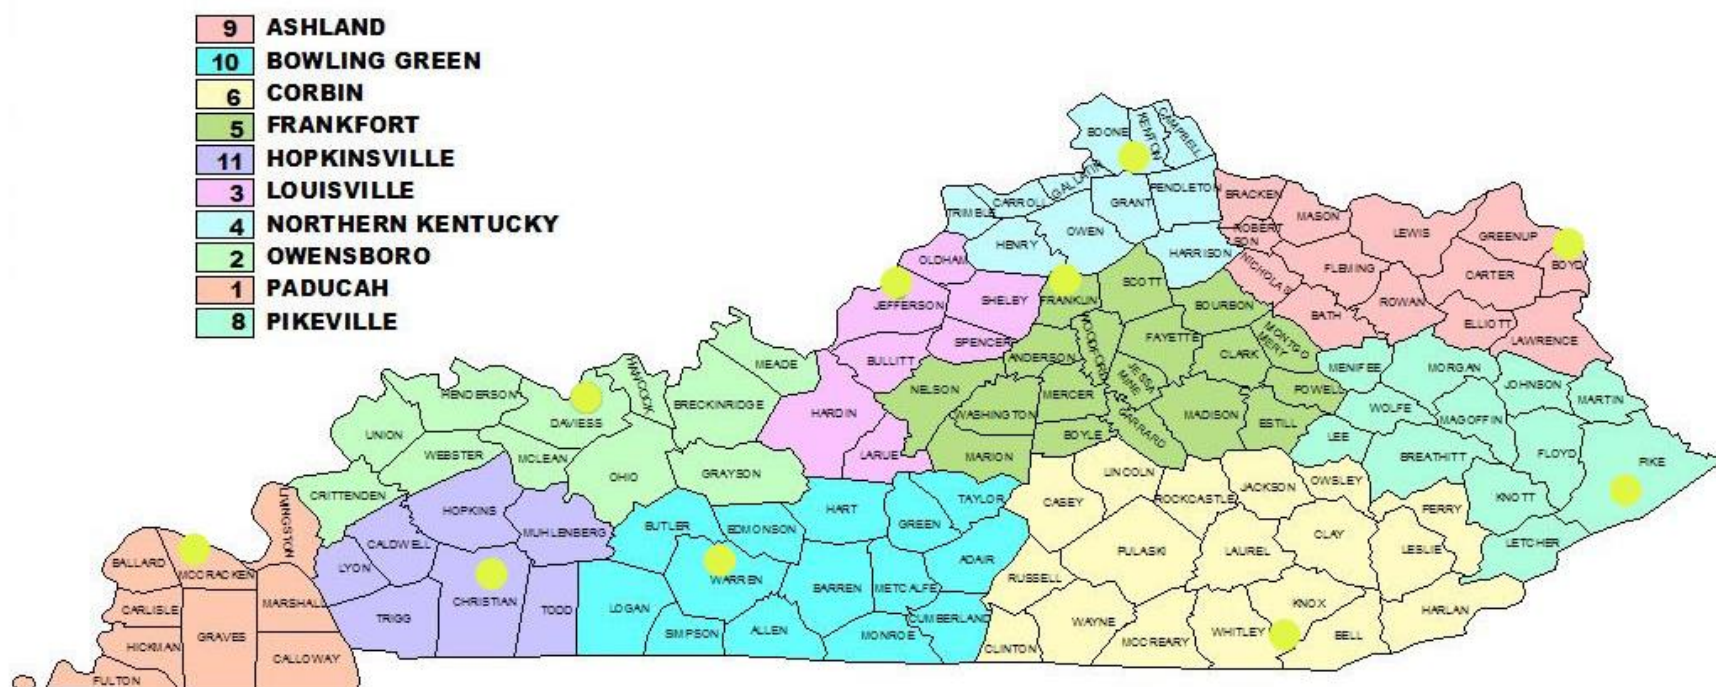 9 ASHLAND
10 BOWLING GREEN
6 CORBIN
5 FRANKFORT
11 HOPKINSVILLE
3 LOUISVILLE
4 NORTHERN KENTUCKY
2 OWENSBORO
1 PADUCAH
8 PIKEVILLE
BOONE
KENTON
CAMPBELL
GALLATIN
CARROLL
TRIMBLE
GRANT
PENDLETON
OWEN
HENRY
HARRISON
BRACKEN
MASON
ROBERT
SON
LEWIS
GREENUP
BOYD
NICHOLAS
FLEMING
CARTER
ROWAN
BATH
ELLIOTT
LAWRENCE
OLDHAM
JEFFERSON
SHELBY
SPENCER
BULLITT
HARDIN
LARUE
FRANKLIN
SCOTT
BOURBON
WOODFORD
FAYETTE
MONTGO
MERY
CLARK
ANDERSON
JESSA
MINE
NELSON
MERCER
WASHINGTON
MADISON
POWELL
ESTILL
GARRARD
BOYLE
MARION
MENIFEE
MORGAN
JOHNSON
MARTIN
WOLFE
MAGOFFIN
LEE
BREATHITT
FLOYD
PIKE
KNOTT
LETCHER
MEADE
HANCOCK
BRECKINRIDGE
HENDERSON
DAVIESS
UNION
WEBSTER
MCLEAN
OHIO
GRAYSON
CRITTENDEN
LIVINGSTON
HOPKINS
MUHLENBERG
CALDWELL
LYON
CHRISTIAN
TRIGG
TODD
BALLARD
MCCRACKEN
CARLISLE
MARSHALL
HICKMAN
GRAVES
CALLOWAY
FULTON
BUTLER
EDMONSON
HART
GREEN
TAYLOR
WARREN
BARREN
METCALFE
ADAIR
LOGAN
SIMPSON
ALLEN
MONROE
CUMBERLAND
CASEY
LINCOLN
ROCKCASTLE
JACKSON
OWSLEY
PERRY
PULASKI
LAUREL
CLAY
LESLIE
RUSSELL
KNOX
HARLAN
WAYNE
MCCREARY
WHITLEY
BELL
CLINTON